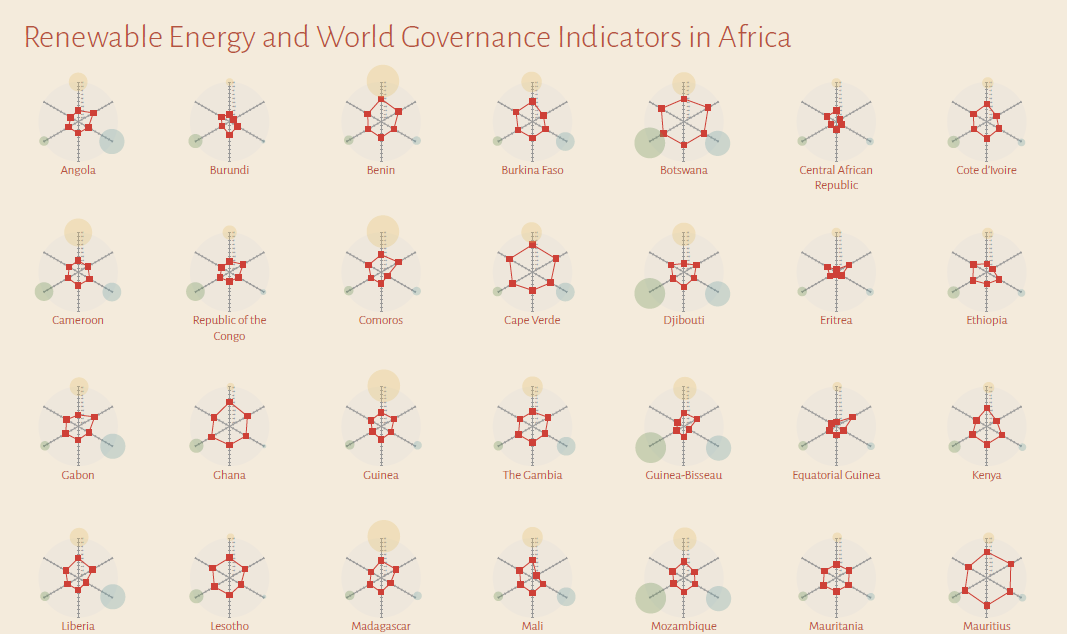 Renewable Energy and World Governance Indicators in Africa
Angola
Burundi
Benin
Burkina Faso
Botswana
Central African
Republic
Cote d'Ivoire
Cameroon
Republic of the
Congo
Comoros
Cape Verde
Djibouti
Eritrea
Ethiopia
Gabon
Ghana
Guinea
The Gambia
Guinea-Bisseau
Equatorial Guinea
Kenya
Liberia
Lesotho
Madagascar
Mali
Mozambique
Mauritania
Mauritius